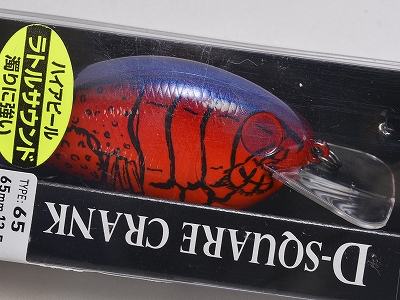 ハイアピール
ラトルサウンド
濁りに強い
TYPE: 65
65mm
D-SQUARE CRANK